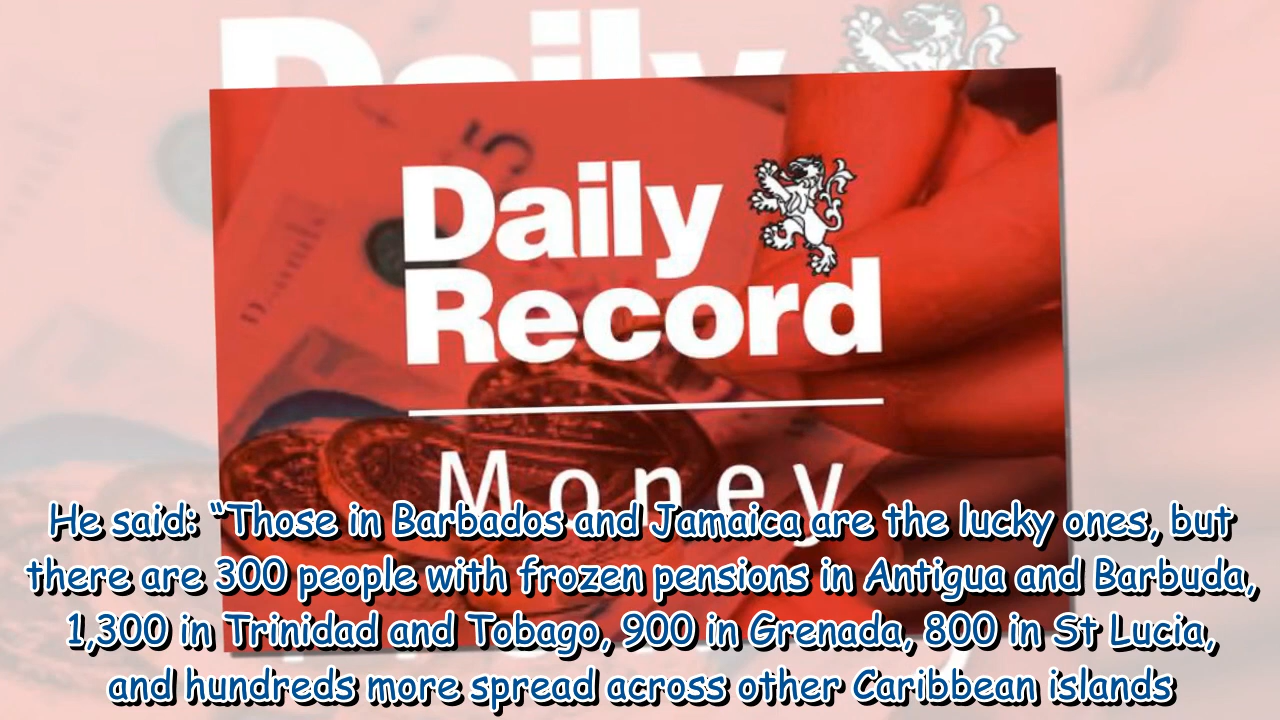 Daily
Daily
Record
Money
He said: “Those in Barbados and Jamaica are the lucky ones, but
there are 300 people with frozen pensions in Antigua and Barbuda,
1,300 in Trinidad and Tobago, 900 in Grenada, 800 in St Lucia,
and hundreds more spread across other Caribbean islands